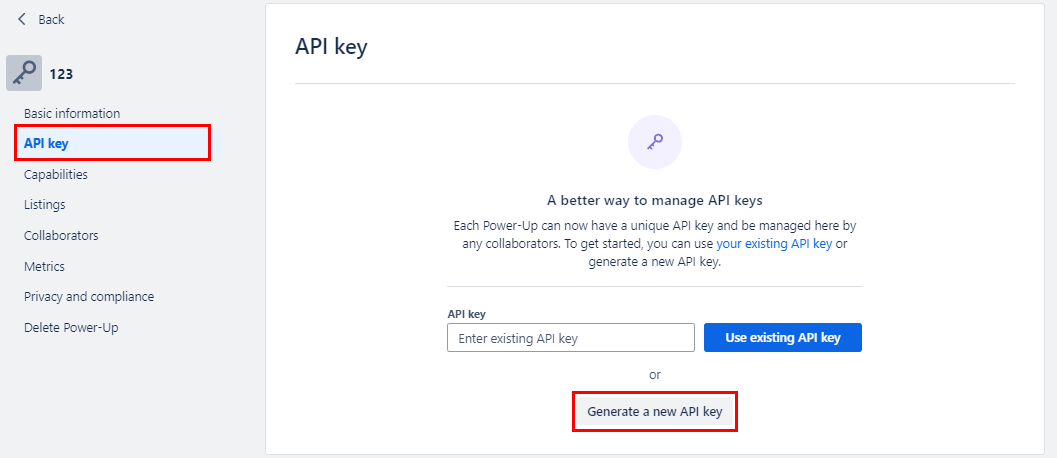 Back
123
Basic information
API key
Capabilities
Listings
Collaborators
Metrics
Privacy and compliance
Delete Power-Up
API key
A better way to manage API keys
Each Power-Up can now have a unique API key and be managed here by
any collaborators. To get started, you can use your existing API key or
generate a new API key.
API key
Enter existing API key
Use existing API key
or
Generate a new API key